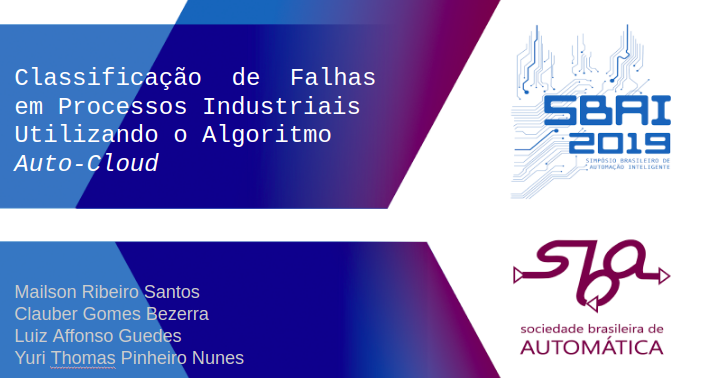 Classificação de Falhas
em Processos Industriais
Utilizando o Algoritmo
Auto-Cloud
SBAI
2019
SIMPÓSIO BRASILEIRO DE
AUTOMAÇÃO INTELIGENTE
Mailson Ribeiro Santos
Clauber Gomes Bezerra
Luiz Affonso Guedes
Yuri Thomas Pinheiro Nunes
sba
sociedade brasileira de
AUTOMÁTICA